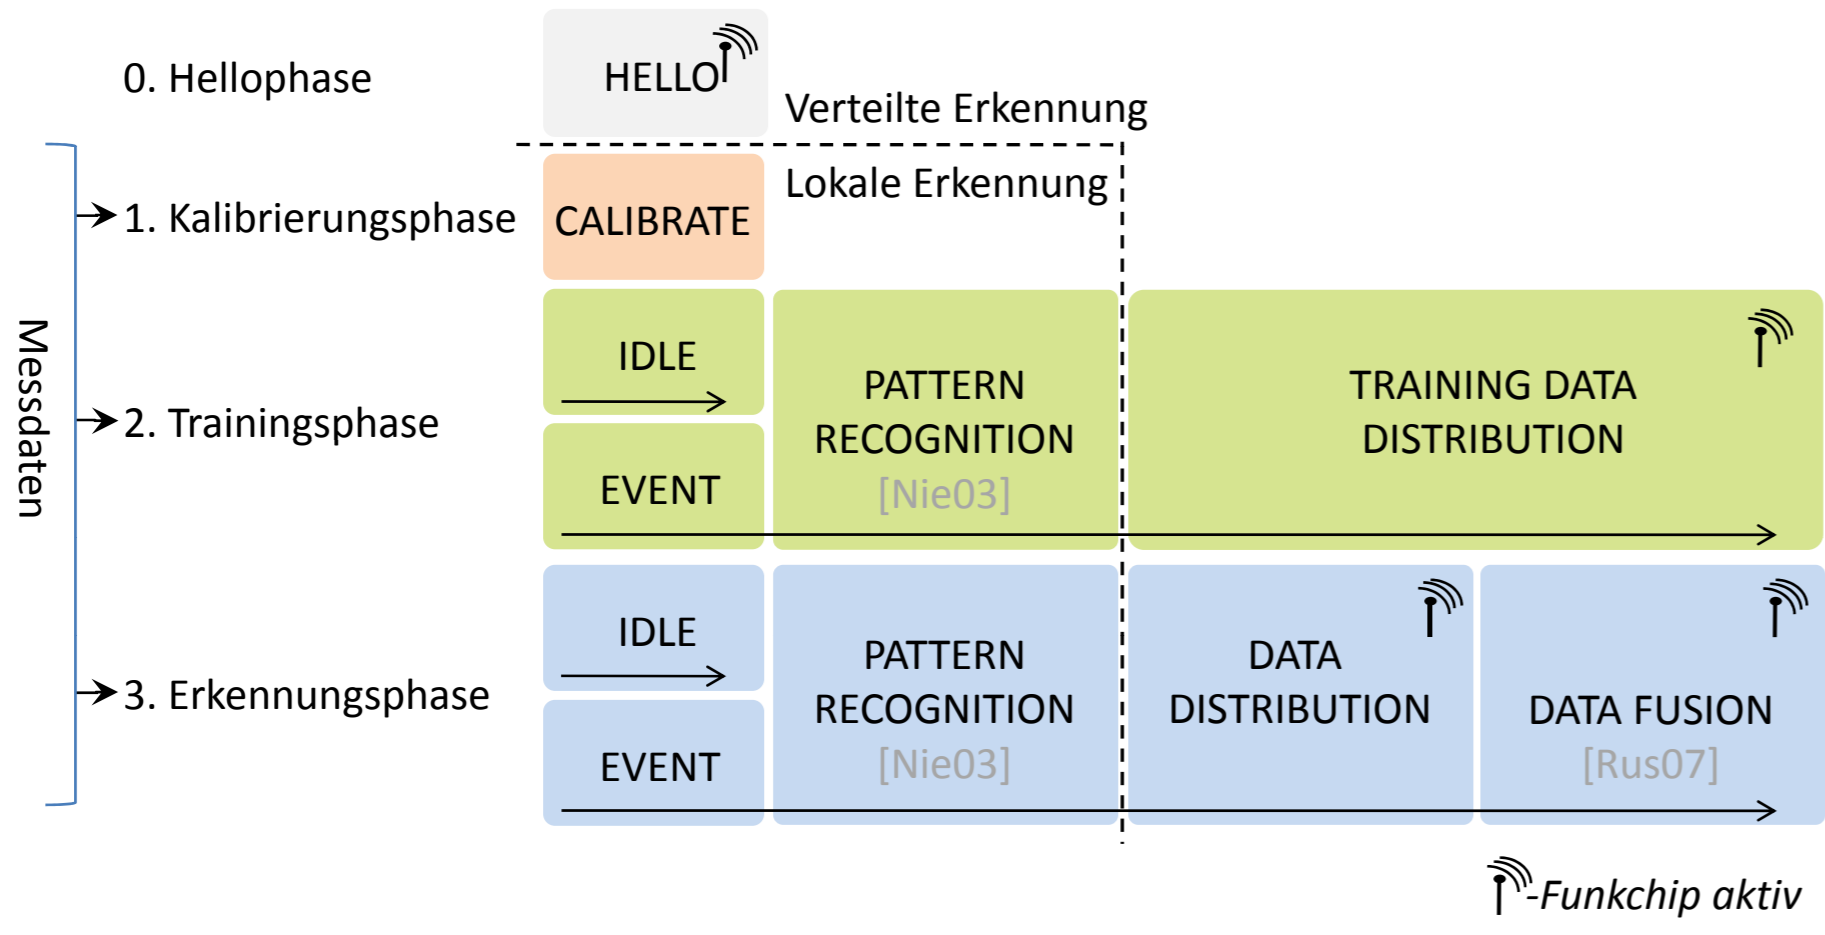 0. Hellophase
HELLO
Verteilte Erkennung
Lokale Erkennung
1. Kalibrierungsphase
CALIBRATE
Messdaten
2. Trainingsphase
IDLE
EVENT
PATTERN
RECOGNITION
[Nie03]
TRAINING DATA
DISTRIBUTION
3. Erkennungsphase
IDLE
EVENT
PATTERN
RECOGNITION
[Nie03]
DATA
DISTRIBUTION
DATA FUSION
[Rus07]
-Funkchip aktiv